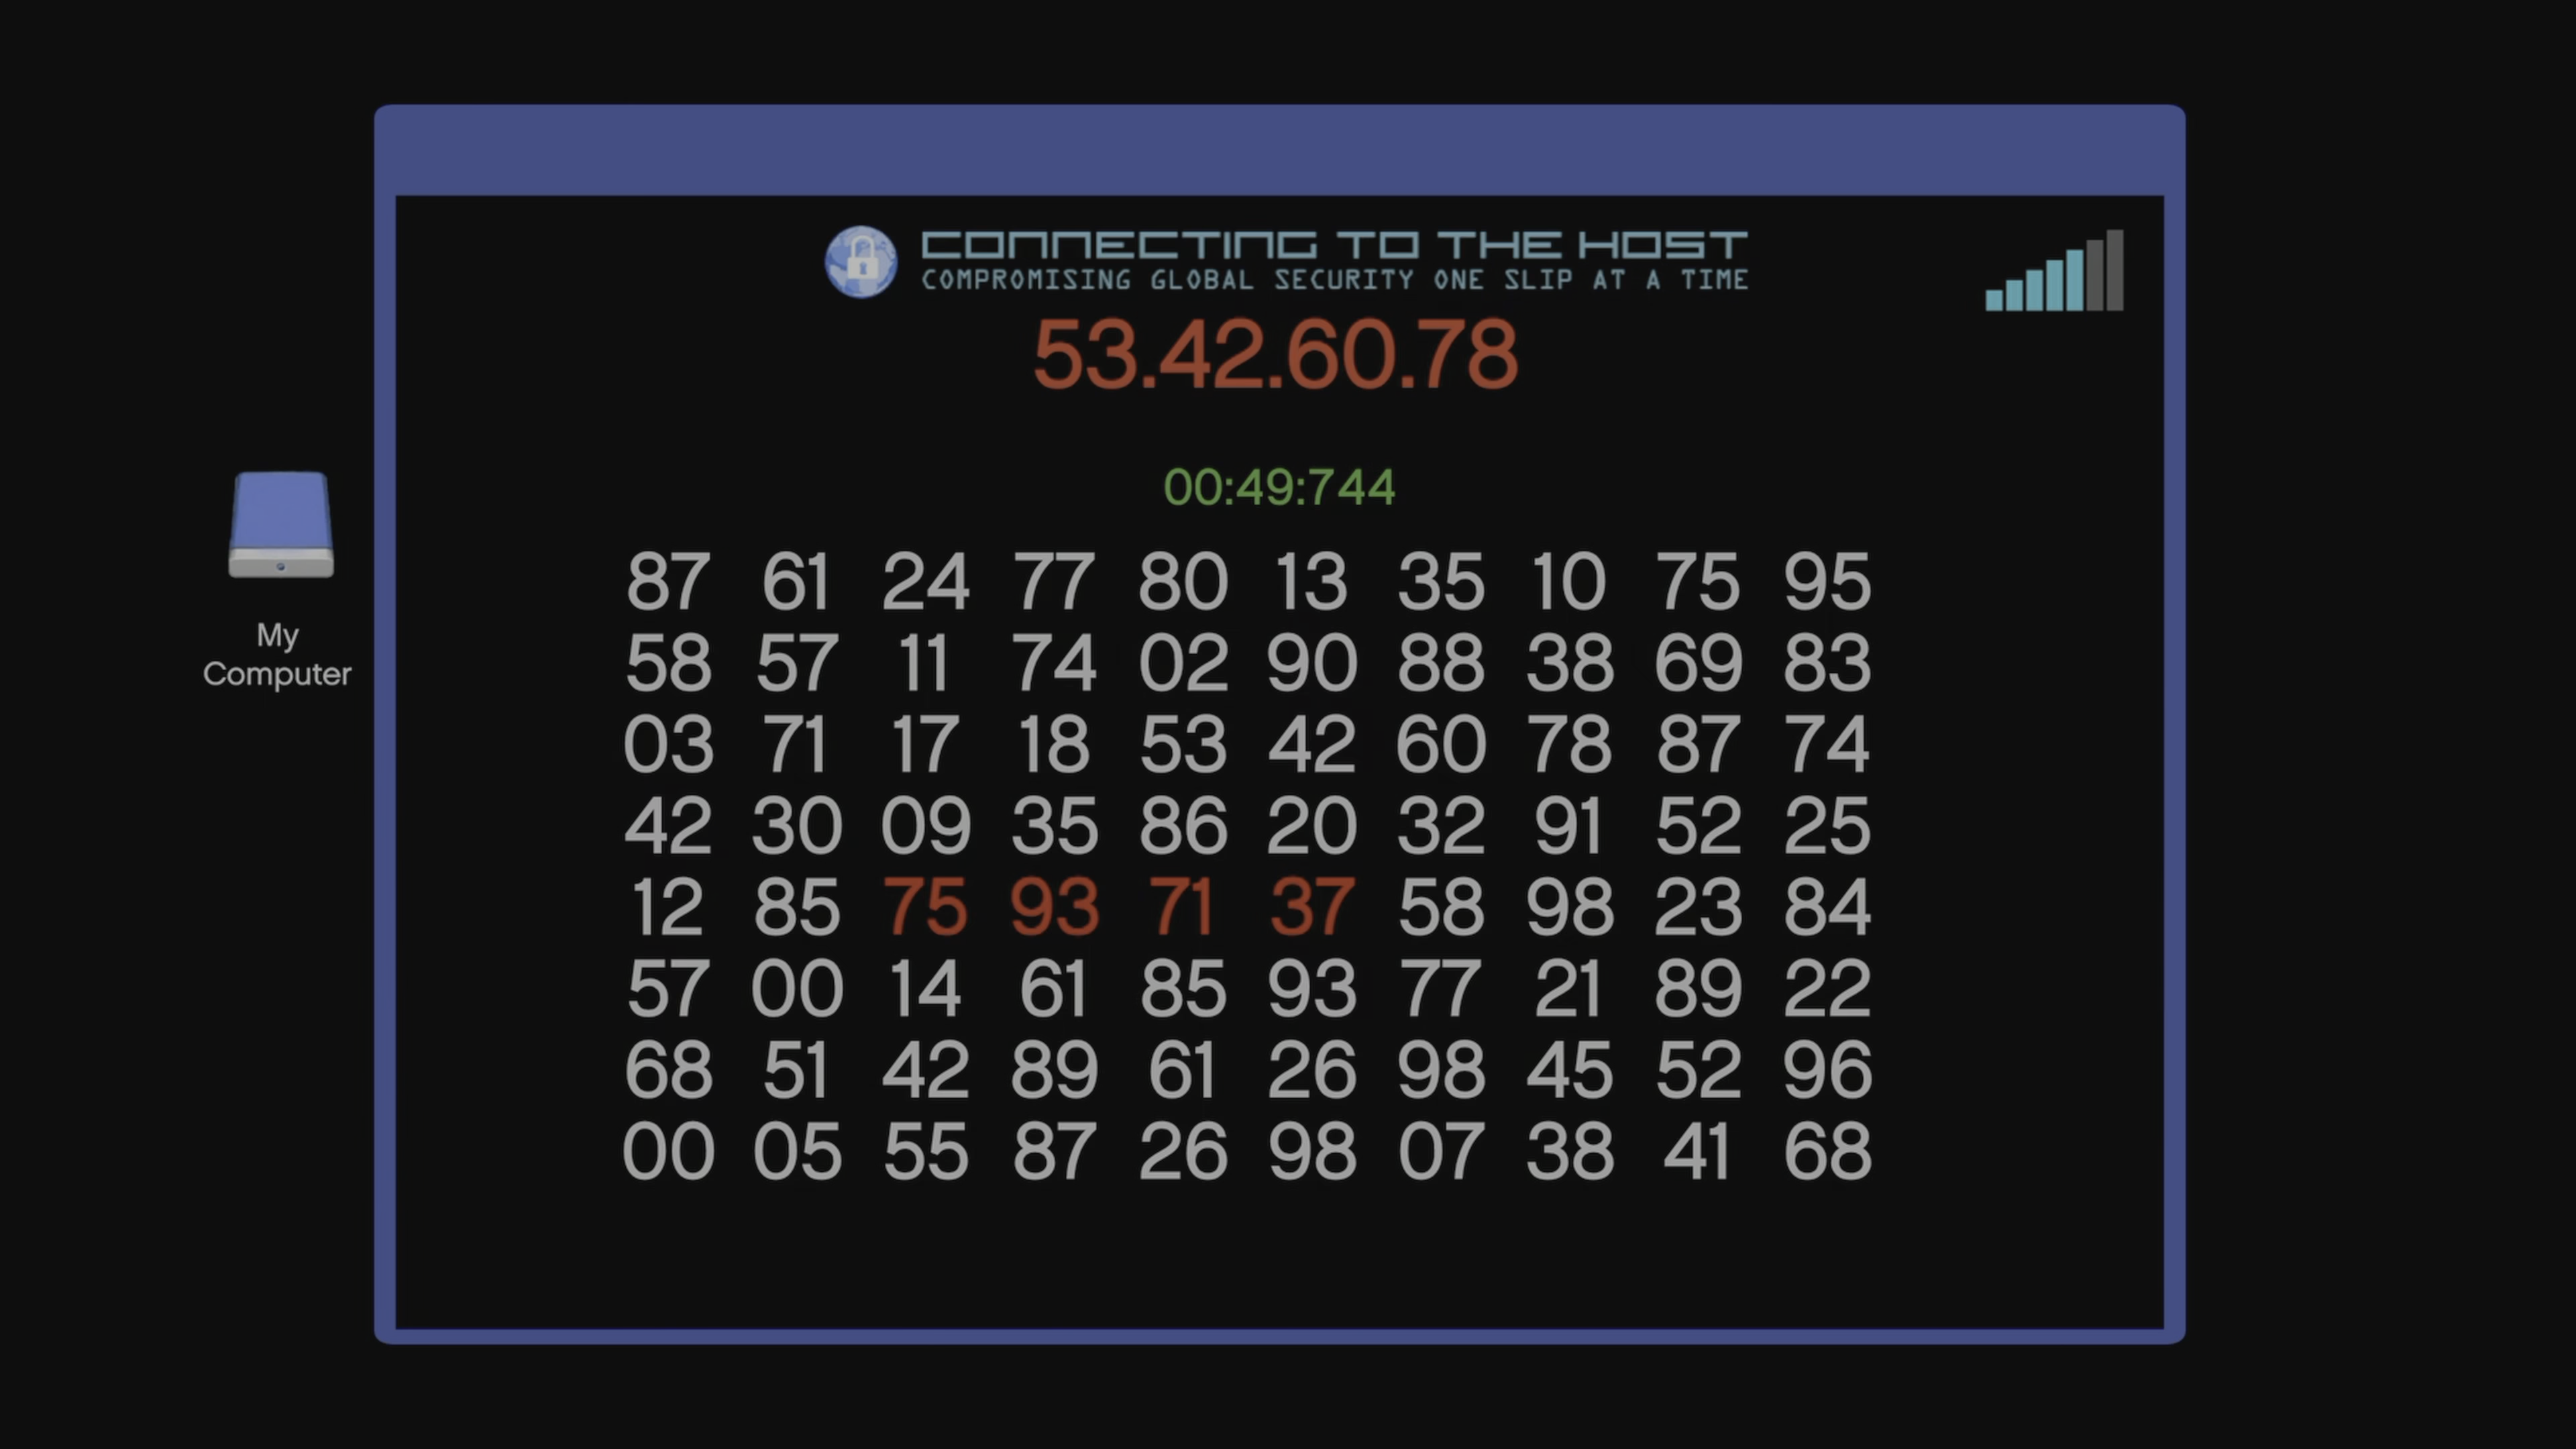 CONNECTING TO THE HOST
COMPROMISING GLOBAL SECURITY ONE SLIP AT A TIME
53.42.60.78
00:49:744
87 61 24 77 80 13 35 10 75 95
58 57 11 74 02 90 88 38 69 83
03 71 17 18 53 42 60 78 87 74
42 30 09 35 86 20 32 91 52 25
12 85 75 93 71 37 58 98 23 84
57 00 14 61 85 93 77 21 89 22
68 51 42 89 61 26 98 45 52 96
00 05 55 87 26 98 07 38 41 68
My
Computer